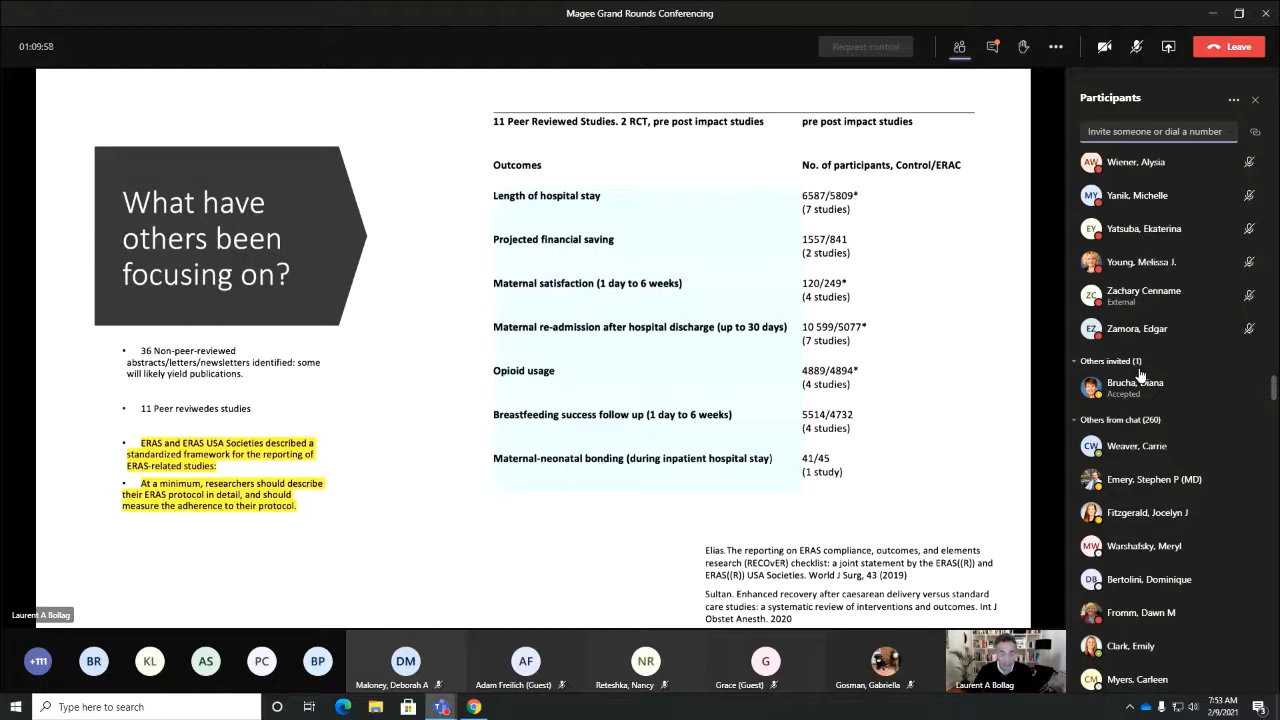 Magee Grand Rounds Conferencing
01:09:58
Request control
Leave
What have
others been
focusing on?
• 36 Non-peer-reviewed
abstracts/letters/newsletters identified: some
will likely yield publications.
• 11 Peer reviwedes studies
• ERAS and ERAS USA Societies described a
standardized framework for the reporting of
ERAS-related studies:
• At a minimum, researchers should describe
their ERAS protocol in detail, and should
measure the adherence to their protocol.
11 Peer Reviewed Studies. 2 RCT, pre post impact studies
pre post impact studies
Outcomes
No. of participants, Control/ERAC
Length of hospital stay
6587/5809*
(7 studies)
Projected financial saving
1557/841
(2 studies)
Maternal satisfaction (1 day to 6 weeks)
120/249*
(4 studies)
Maternal re-admission after hospital discharge (up to 30 days)
10 599/5077*
(7 studies)
Opioid usage
4889/4894*
(4 studies)
Breastfeeding success follow up (1 day to 6 weeks)
5514/4732
(4 studies)
Maternal-neonatal bonding (during inpatient hospital stay)
41/45
(1 study)
Elias.The reporting on ERAS compliance, outcomes, and elements
research (RECOvER) checklist: a joint statement by the ERAS((R)) and
ERAS((R)) USA Societies. World J Surg, 43 (2019)
Sultan. Enhanced recovery after caesarean delivery versus standard
care studies: a systematic review of interventions and outcomes. Int J
Obstet Anesth. 2020
Laurent A Bollag
Participants
Invite someone or dial a number
AW Wiener, Alysia
MY Yanik, Michelle
EY Yatsuba, Ekaterina
Young, Melissa J.
ZC Zachary Cenname
External
EZ Zamora, Edgar
Others invited (1)
Brucha, Diana
Accepted
Others from chat (260)
CW Weaver, Carrie
Emery, Stephen P (MD)
Fitzgerald, Jocelyn J
MW Warshafsky, Meryl
DB Bertolini, Dominique
Fromm, Dawn M
Clark, Emily
MC Myers, Carleen
+111
BR
KL
AS
PC
BP
DM
Maloney, Deborah A
AF
Adam Freilich (Guest)
NR
Reteshka, Nancy
G
Grace (Guest)
Gosman, Gabriella
Laurent A Bollag
Type here to search
7:53 AM
2/9/2021